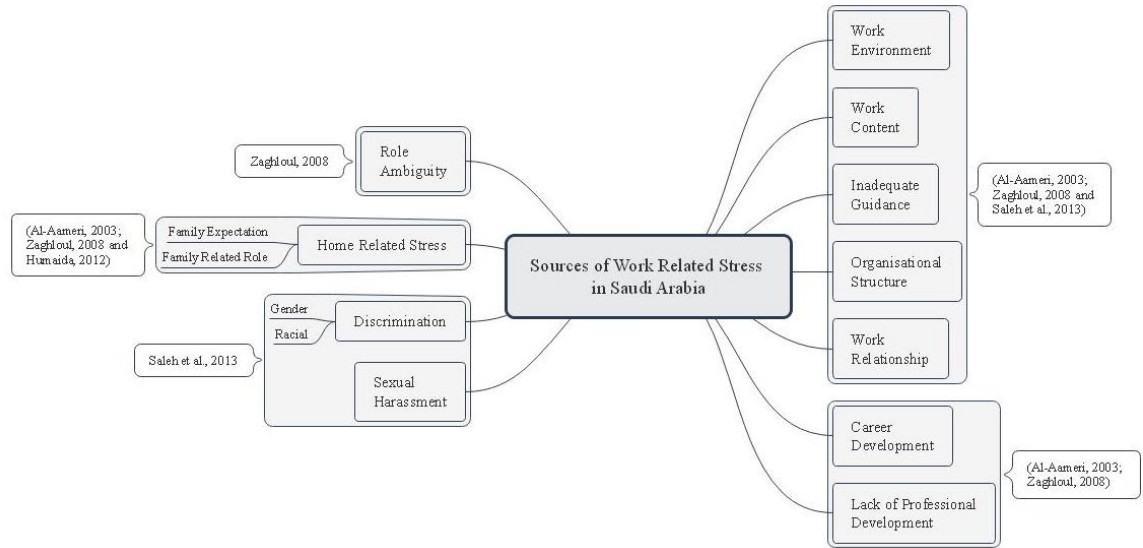 Sources of Work Related Stress
in Saudi Arabia
Role
Ambiguity
Zaghloul, 2008
Home Related Stress
Family Expectation
Family Related Role
(Al-Aameri, 2003;
Zaghloul, 2008 and
Humaida, 2012)
Discrimination
Gender
Racial
Sexual
Harassment
Saleh et al., 2013
Work
Environment
Work
Content
Inadequate
Guidance
Organisational
Structure
Work
Relationship
(Al-Aameri, 2003;
Zaghloul, 2008 and
Saleh et al., 2013)
Career
Development
Lack of Professional
Development
(Al-Aameri, 2003;
Zaghloul, 2008)